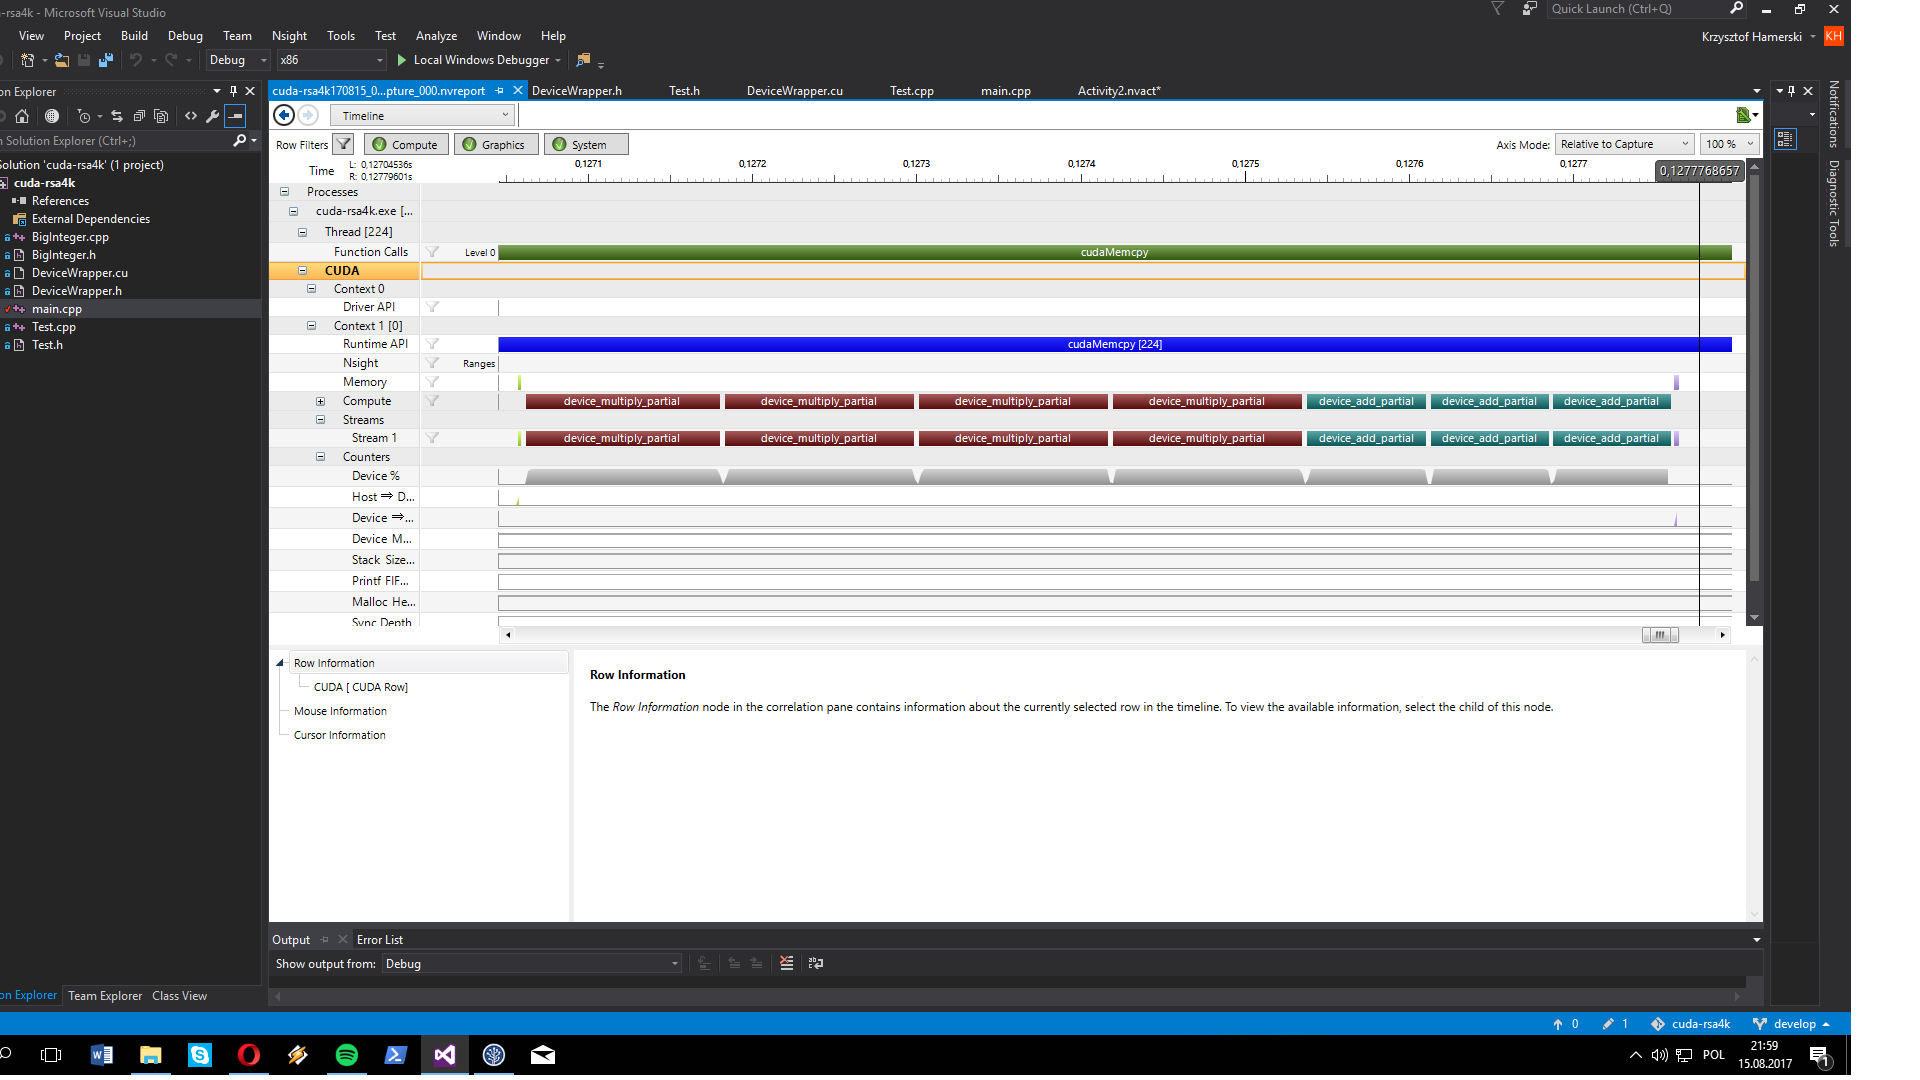 -rsa4k - Microsoft Visual Studio
Quick Launch (Ctrl+Q)
View Project Build Debug Team Nsight Tools Test Analyze Window Help
Krzysztof Hamerski KH
Debug x86 Local Windows Debugger
on Explorer
cuda-rsa4k170815_0...pture_000.nvreport DeviceWrapper.h Test.h DeviceWrapper.cu Test.cpp main.cpp Activity2.nvact*
Notifications
Diagnostic Tools
Solution Explorer (Ctrl+;)
Solution 'cuda-rsa4k' (1 project)
cuda-rsa4k
References
External Dependencies
BigInteger.cpp
BigInteger.h
DeviceWrapper.cu
DeviceWrapper.h
main.cpp
Test.cpp
Test.h
Timeline
Row Filters Compute Graphics System Axis Mode: Relative to Capture 100 %
Time L: 0,12704536s
R: 0,12779601s
0,1271 0,1272 0,1273 0,1274 0,1275 0,1276 0,1277
0,1277768657
Processes
cuda-rsa4k.exe [...
Thread [224]
Function Calls Level 0 cudaMemcpy
CUDA
Context 0
Driver API
Context 1 [0]
Runtime API cudaMemcpy [224]
Nsight Ranges
Memory
Compute device_multiply_partial device_multiply_partial device_multiply_partial device_multiply_partial device_add_partial device_add_partial device_add_partial
Streams
Stream 1 device_multiply_partial device_multiply_partial device_multiply_partial device_multiply_partial device_add_partial device_add_partial device_add_partial
Counters
Device %
Host ⇒ D...
Device ⇒...
Device M...
Stack Size...
Printf FIF...
Malloc He...
Sync Depth
Row Information
CUDA [ CUDA Row]
Mouse Information
Cursor Information
Row Information
The Row Information node in the correlation pane contains information about the currently selected row in the timeline. To view the available information, select the child of this node.
Output Error List
Show output from: Debug
on Explorer Team Explorer Class View
0 1 cuda-rsa4k develop
POL
21:59
15.08.2017
1